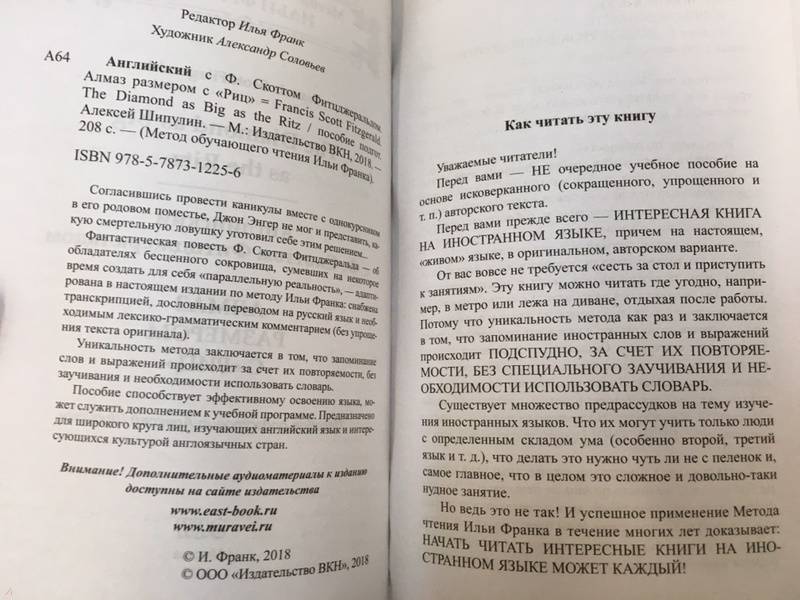 Редактор Илья Франк
Художник Александр Соловьев
А64
Английский с Ф. Скоттом Фитцджеральдом.
Алмаз размером с «Риц» = Francis Scott Fitzgerald.
The Diamond as Big as the Ritz / пособие подгот.
Алексей Шипулин. — М.: Издательство ВКН, 2018. —
208 с. — (Метод обучающего чтения Ильи Франка).
ISBN 978-5-7873-1225-6
Согласившись провести каникулы вместе с однокурсником
в его родовом поместье, Джон Энгер не мог и представить, ка-
кую смертельную ловушку уготовил себе этим решением...
Фантастическая повесть Ф. Скотта Фитцджеральда — об
обладателях бесценного сокровища, сумевших на некоторое
время создать для себя «параллельную реальность», — адапти-
рована в настоящем издании по методу Ильи Франка: снабжена
транскрипцией, дословным переводом на русский язык и необ-
ходимым лексико-грамматическим комментарием (без упроще-
ния текста оригинала).
Уникальность метода заключается в том, что запоминание
слов и выражений происходит за счет их повторяемости, без
заучивания и необходимости использовать словарь.
Пособие способствует эффективному освоению языка, мо-
жет служить дополнением к учебной программе. Предназначено
для широкого круга лиц, изучающих английский язык и интере-
сующихся культурой англоязычных стран.
Внимание! Дополнительные аудиоматериалы к изданию
доступны на сайте издательства
www.east-book.ru
www.muravei.ru
© И. Франк, 2018
© ООО «Издательство ВКН», 2018
Как читать эту книгу
Уважаемые читатели!
Перед вами — НЕ очередное учебное пособие на
основе исковерканного (сокращенного, упрощенного и
т. п.) авторского текста.
Перед вами прежде всего — ИНТЕРЕСНАЯ КНИГА
НА ИНОСТРАННОМ ЯЗЫКЕ, причем на настоящем,
«живом» языке, в оригинальном, авторском варианте.
От вас вовсе не требуется «сесть за стол и приступить
к занятиям». Эту книгу можно читать где угодно, напри-
мер, в метро или лежа на диване, отдыхая после работы.
Потому что уникальность метода как раз и заключается
в том, что запоминание иностранных слов и выражений
происходит ПОДСПУДНО, ЗА СЧЕТ ИХ ПОВТОРЯЕ-
МОСТИ, БЕЗ СПЕЦИАЛЬНОГО ЗАУЧИВАНИЯ И НЕ-
ОБХОДИМОСТИ ИСПОЛЬЗОВАТЬ СЛОВАРЬ.
Существует множество предрассудков на тему изуче-
ния иностранных языков. Что их могут учить только люди
с определенным складом ума (особенно второй, третий
язык и т. д.), что делать это нужно чуть ли не с пеленок и,
самое главное, что в целом это сложное и довольно-таки
нудное занятие.
Но ведь это не так! И успешное применение Метода
чтения Ильи Франка в течение многих лет доказывает:
НАЧАТЬ ЧИТАТЬ ИНТЕРЕСНЫЕ КНИГИ НА ИНО-
СТРАННОМ ЯЗЫКЕ МОЖЕТ КАЖДЫЙ!